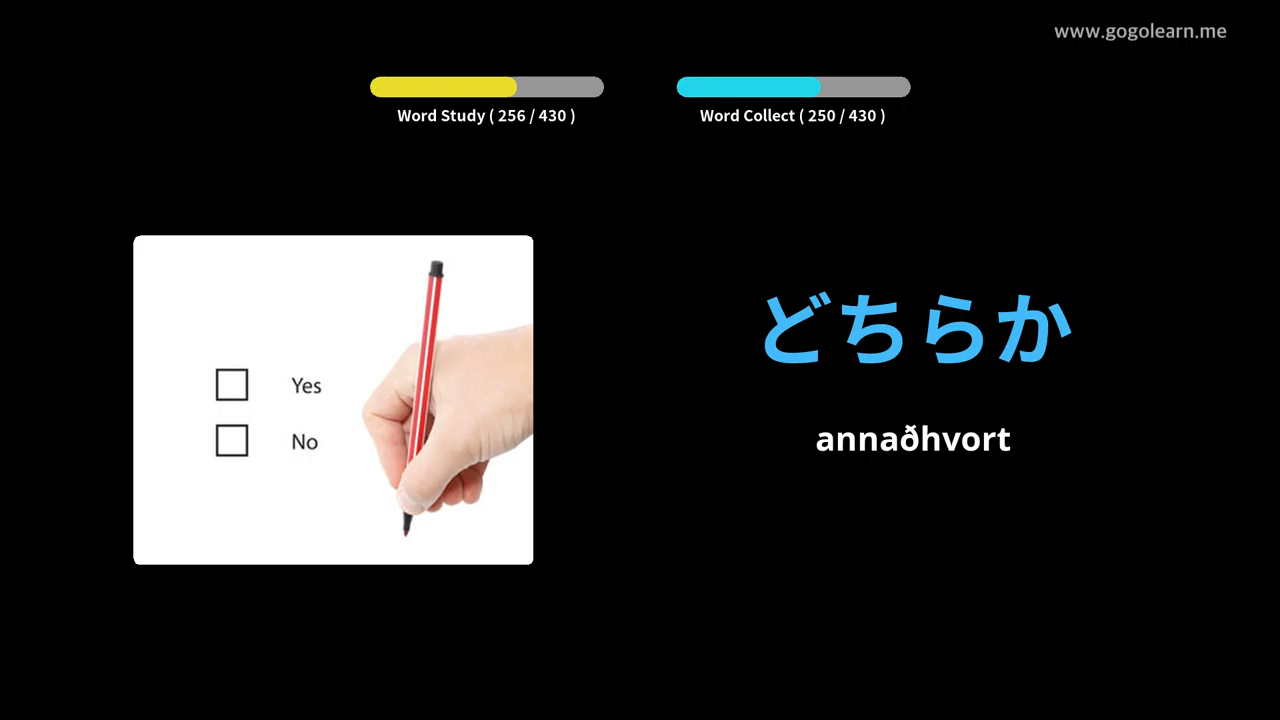 www.gogolearn.me
Word Study ( 256 / 430 )
Word Collect ( 250 / 430 )
Yes
No
どちらか
annaðhvort